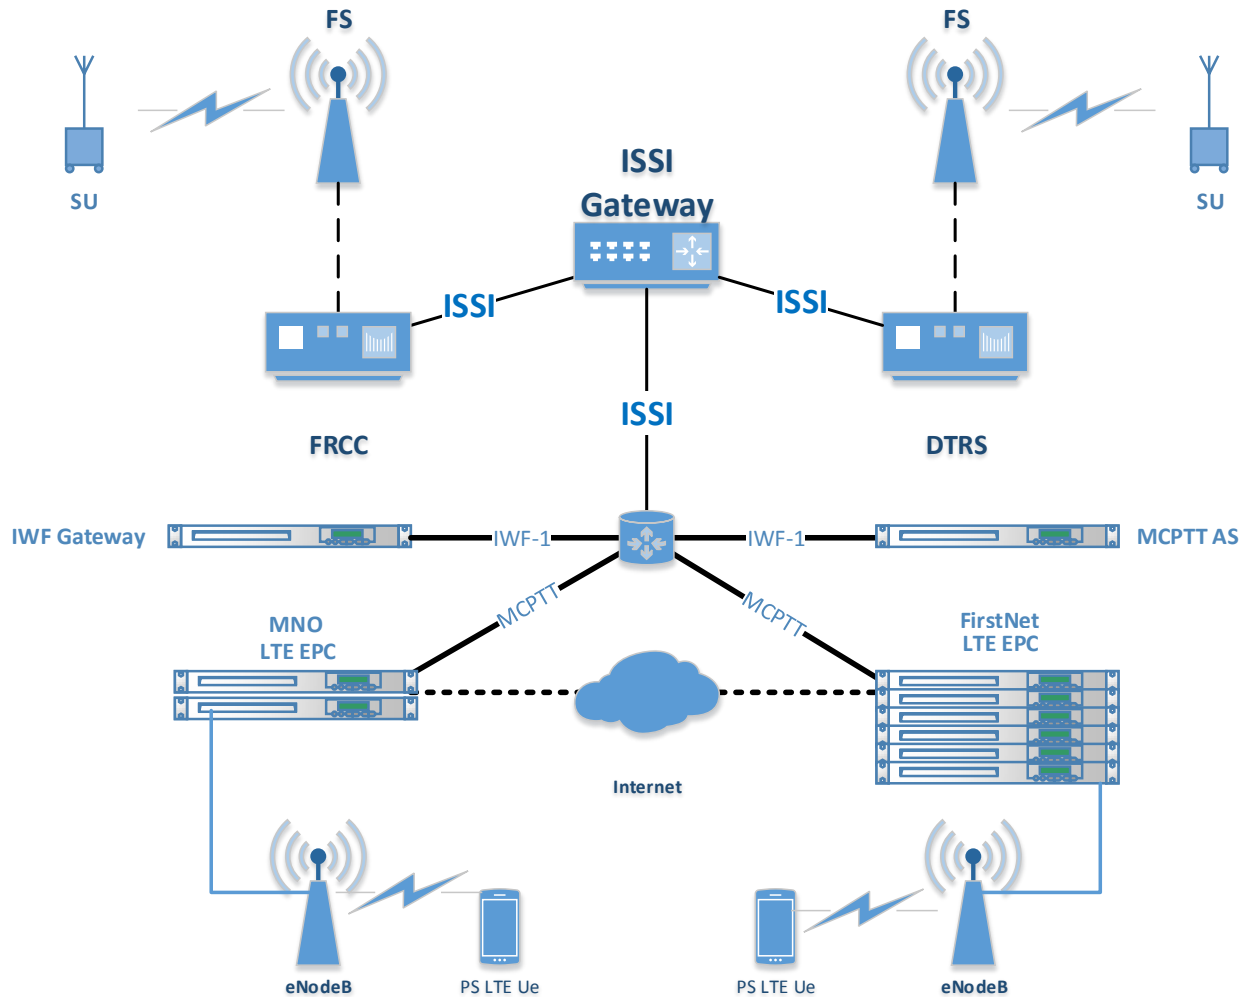 FS
FS
SU
SU
ISSI
Gateway
ISSI
ISSI
ISSI
FRCC
DTRS
IWF Gateway
IWF-1
IWF-1
MCPTT AS
MCPTT
MCPTT
MNO
LTE EPC
FirstNet
LTE EPC
Internet
eNodeB
PS LTE Ue
PS LTE Ue
eNodeB